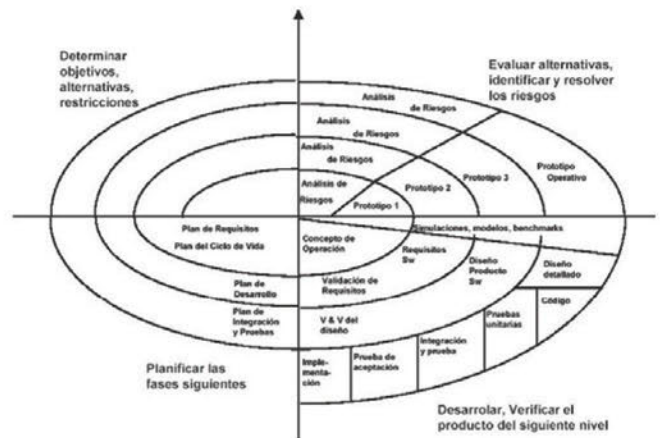 Determinar
objetivos,
alternativas,
restricciones
Evaluar alternativas,
identificar y resolver
los riesgos
Análisis
de Riesgos
Análisis
de Riesgos
Análisis
de Riesgos
Análisis de
Riesgos
Prototipo 1
Prototipo 2
Prototipo 3
Prototipo
Operativo
Plan de Requisitos
Plan del Ciclo de Vida
Concepto de
Operación
Simulaciones, modelos, benchmarks
Requisitos
Sw
Diseño
Producto
Sw
Diseño
detallado
Plan de
Desarrollo
Validación de
Requisitos
Código
Plan de
Integración
y Pruebas
V & V del
diseño
Pruebas
unitarias
Integración
y prueba
Prueba de
aceptación
Imple-
menta-
ción
Planificar las
fases siguientes
Desarrolar, Verificar el
producto del siguiente nivel